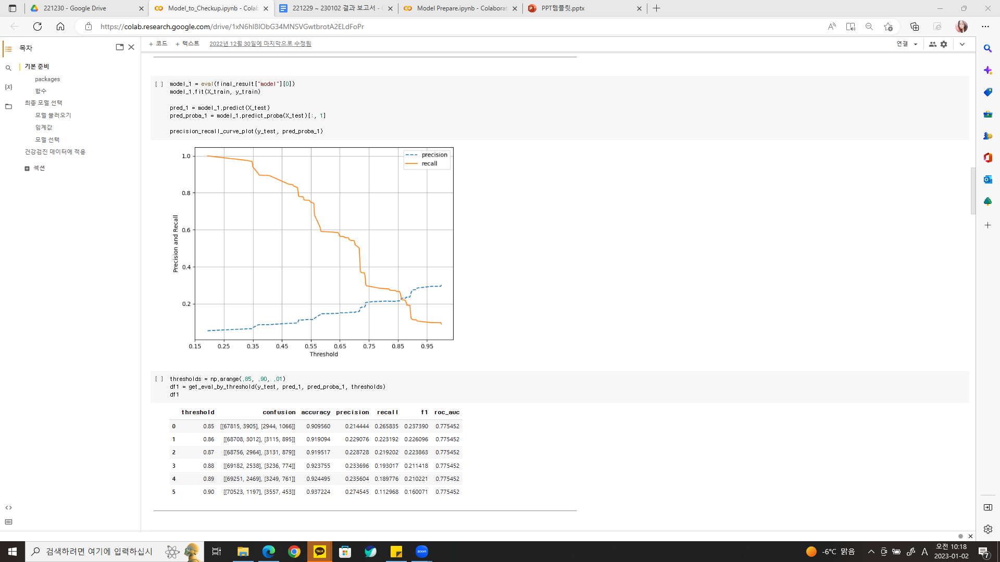 221230 - Google Drive
Model_to_Checkup.ipynb - Colab
221229 ~ 230102 결과 보고서 -
Model Prepare.ipynb - Colaborat
PPT템플릿.pptx
https://colab.research.google.com/drive/1xN6hI8IObG34MNSVGwtbrotA2ELdFoPr
목차
+ 코드
+ 텍스트
2022년 12월 30일에 마지막으로 수정됨
연결
기본 준비
packages
함수
최종 모델 선택
모델 불러오기
임계값
모델 선택
건강검진 데이터에 적용
섹션
{x}
[ ] model_1 = eval(final_result["model"][0])
model_1.fit(X_train, y_train)
pred_1 = model_1.predict(X_test)
pred_proba_1 = model_1.predict_proba(X_test)[:, 1]
precision_recall_curve_plot(y_test, pred_proba_1)
precision
recall
1.0
0.8
0.6
0.4
0.2
Precision and Recall
0.15 0.25 0.35 0.45 0.55 0.65 0.75 0.85 0.95
Threshold
[ ] thresholds = np.arange(.85, .90, .01)
df1 = get_eval_by_threshold(y_test, pred_1, pred_proba_1, thresholds)
df1
threshold confusion accuracy precision recall f1 roc_auc
0 0.85 [[67815, 3905], [2944, 1066]] 0.909560 0.214444 0.265835 0.237390 0.775452
1 0.86 [[68708, 3012], [3115, 895]] 0.919094 0.229076 0.223192 0.226096 0.775452
2 0.87 [[68756, 2964], [3131, 879]] 0.919517 0.228728 0.219202 0.223863 0.775452
3 0.88 [[69182, 2538], [3236, 774]] 0.923755 0.233696 0.193017 0.211418 0.775452
4 0.89 [[69251, 2469], [3249, 761]] 0.924495 0.235604 0.189776 0.210221 0.775452
5 0.90 [[70523, 1197], [3557, 453]] 0.937224 0.274545 0.112968 0.160071 0.775452
검색하려면 여기에 입력하십시
TALK
zoom
-6°C 맑음
A
오전 10:18
2023-01-02
7